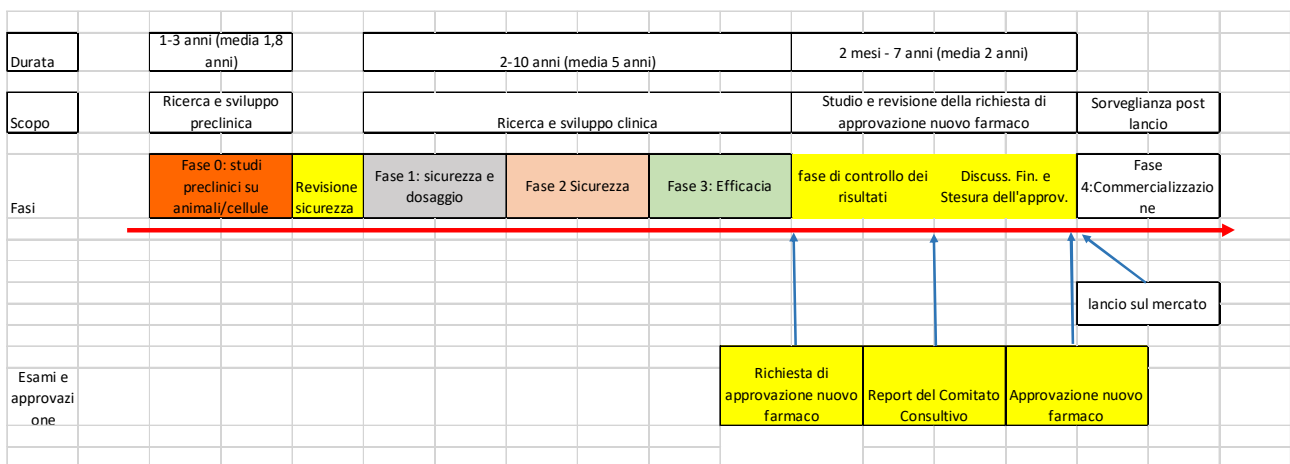 Durata
1-3 anni (media 1,8
anni)
2-10 anni (media 5 anni)
2 mesi - 7 anni (media 2 anni)
Scopo
Ricerca e sviluppo
preclinica
Ricerca e sviluppo clinica
Studio e revisione della richiesta di
approvazione nuovo farmaco
Sorveglianza post
lancio
Fasi
Fase 0: studi
preclinici su
animali/cellule
Revisione
sicurezza
Fase 1: sicurezza e
dosaggio
Fase 2 Sicurezza
Fase 3: Efficacia
fase di controllo dei
risultati
Discuss. Fin. e
Stesura dell'approv.
Fase
4:Commercializzazio
ne
lancio sul mercato
Esami e
approvazi
one
Richiesta di
approvazione nuovo
farmaco
Report del Comitato
Consultivo
Approvazione nuovo
farmaco